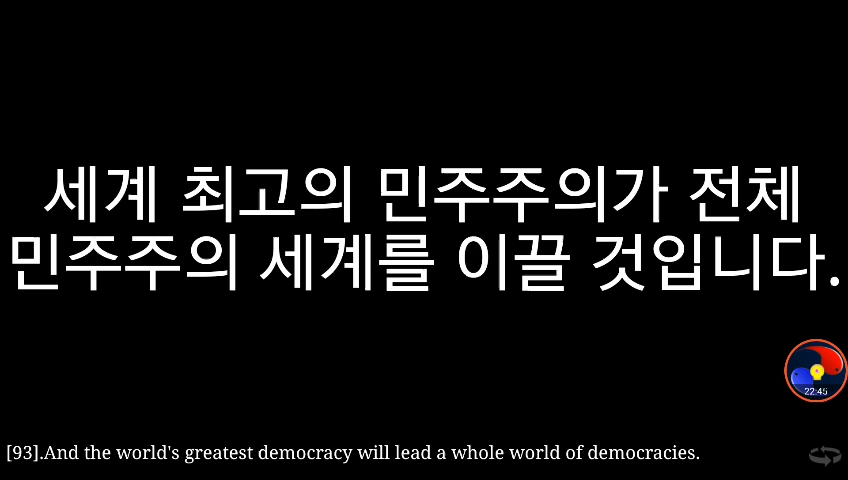 세계 최고의 민주주의가 전체
민주주의 세계를 이끌 것입니다.
22:45
[93].And the world's greatest democracy will lead a whole world of democracies.